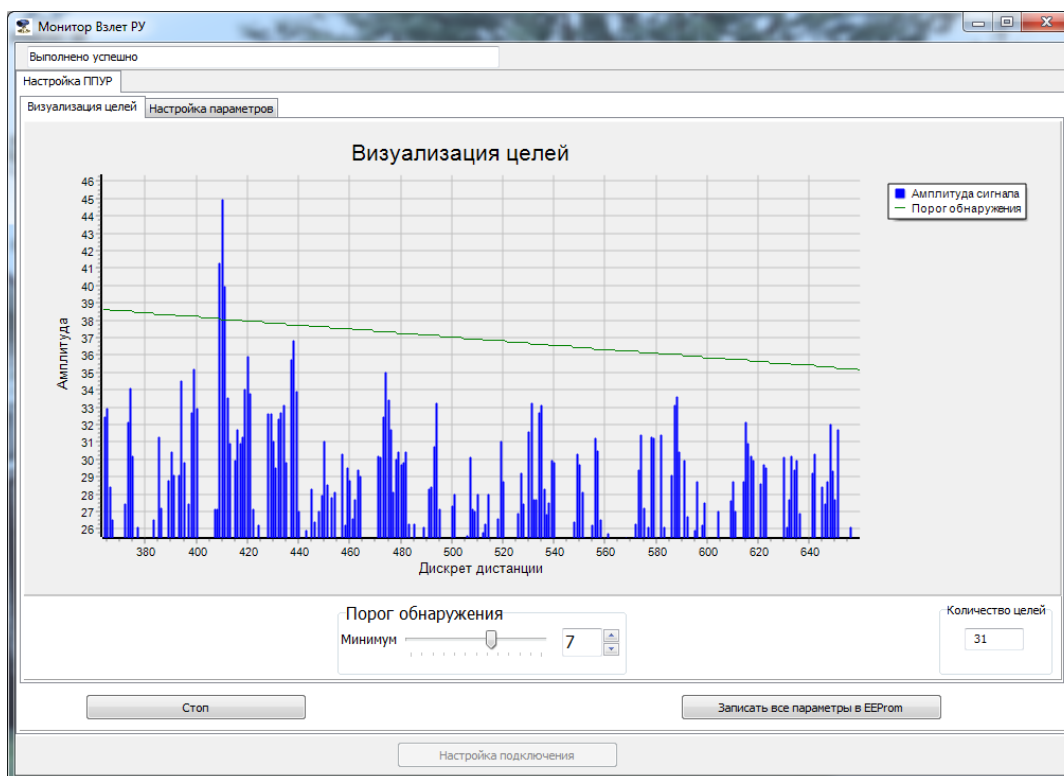 Монитор Взлет РУ
Выполнено успешно
Настройка ППУР
Визуализация целей
Настройка параметров
Визуализация целей
46
45
44
43
42
41
40
39
38
37
36
35
34
33
32
31
30
29
28
27
26
Амплитуда
380 400 420 440 460 480 500 520 540 560 580 600 620 640
Дискрет дистанции
Амплитуда сигнала
Порог обнаружения
Порог обнаружения
Минимум
7
Количество целей
31
Стоп
Записать все параметры в EEProm
Настройка подключения